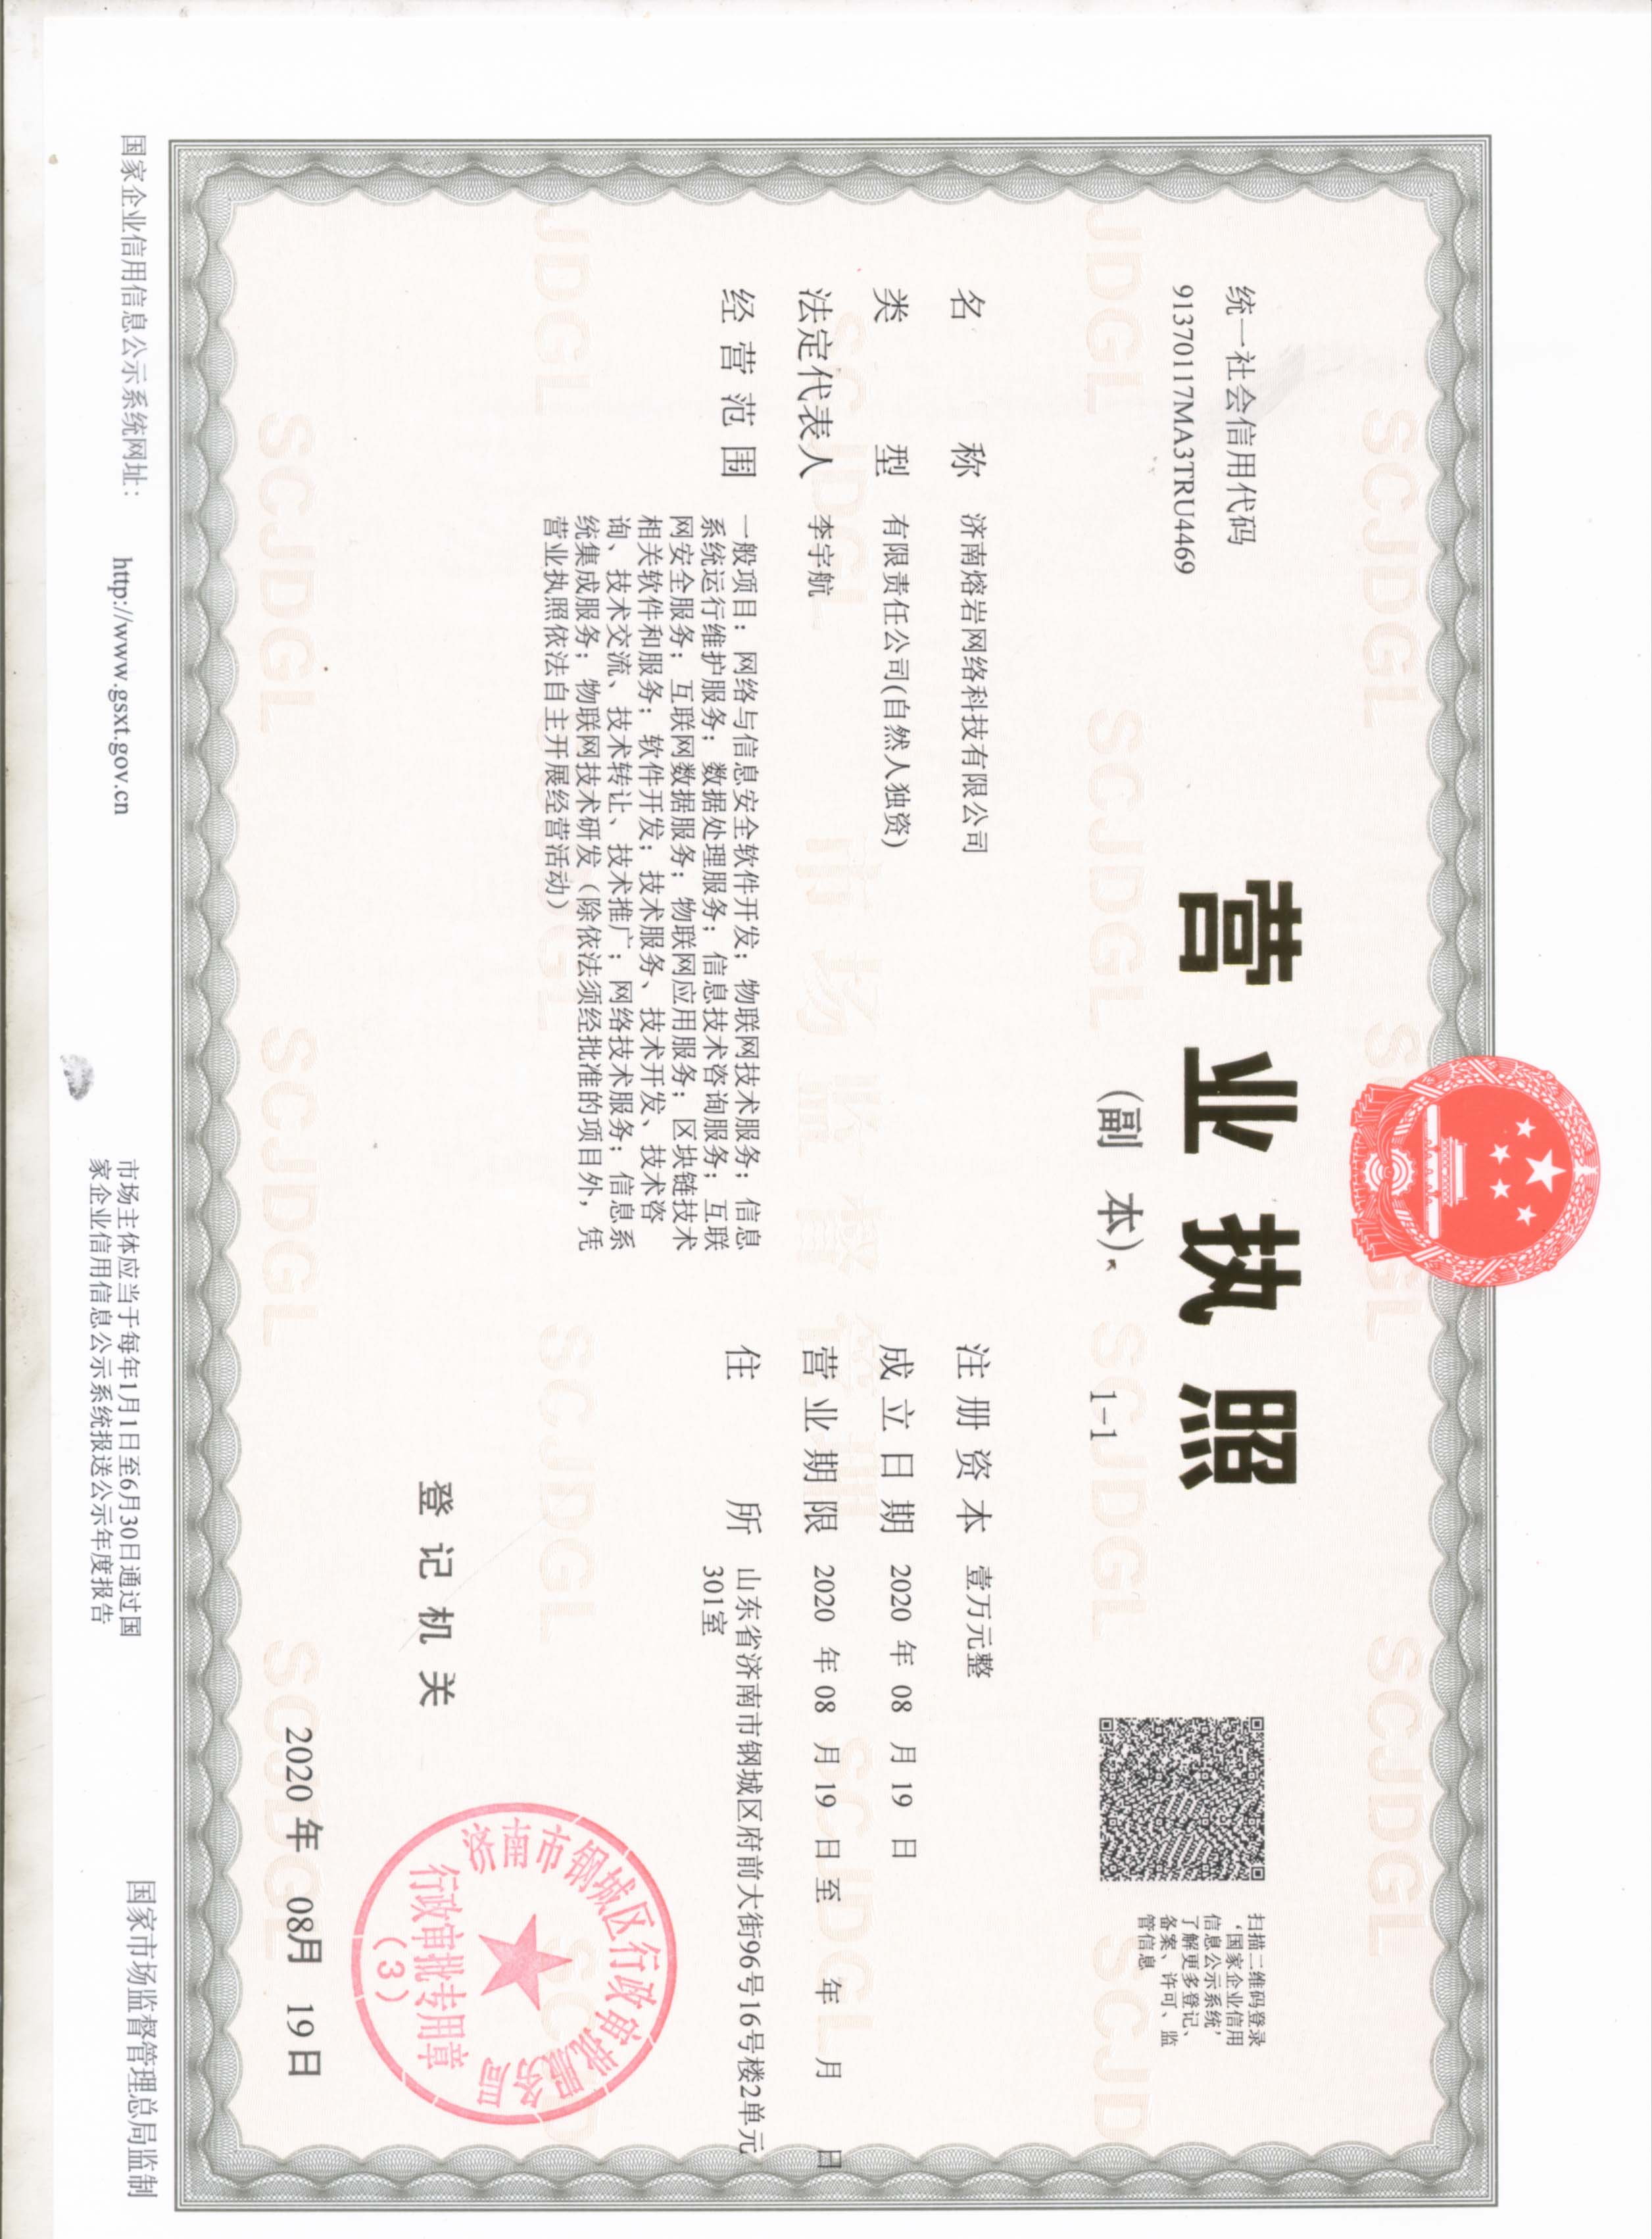 营业执照
(副 本)
1-1
统一社会信用代码
91370117MA3TRU4469
扫描二维码登录
‘国家企业信用
信息公示系统’
了解更多登记、
备案、许可、监
管信息
名 称 济南熔岩网络科技有限公司
类 型 有限责任公司(自然人独资)
法定代表人 李宇航
经营范围 一般项目：网络与信息安全软件开发；物联网技术服务；信息
系统运行维护服务；数据处理服务；信息技术咨询服务；互联
网安全服务；互联网数据服务；物联网应用服务；区块链技术
相关软件和服务；软件开发；技术服务、技术开发、技术咨
询、技术交流、技术转让、技术推广；网络技术服务；信息系
统集成服务；物联网技术研发（除依法须经批准的项目外，凭
营业执照依法自主开展经营活动）
注册资本 壹万元整
成立日期 2020 年 08 月 19 日
营业期限 2020 年 08 月 19 日 至 年 月 日
住 所 山东省济南市钢城区府前大街96号16号楼2单元
301室
登记机关
济南市钢城区行政审批服务局
行政审批专用章
(3)
2020 年 08月 19日
国家企业信用信息公示系统网址：
http://www.gsxt.gov.cn
市场主体应当于每年1月1日至6月30日通过国
家企业信用信息公示系统报送公示年度报告
国家市场监督管理总局监制
SCJDGL
市场监督管理